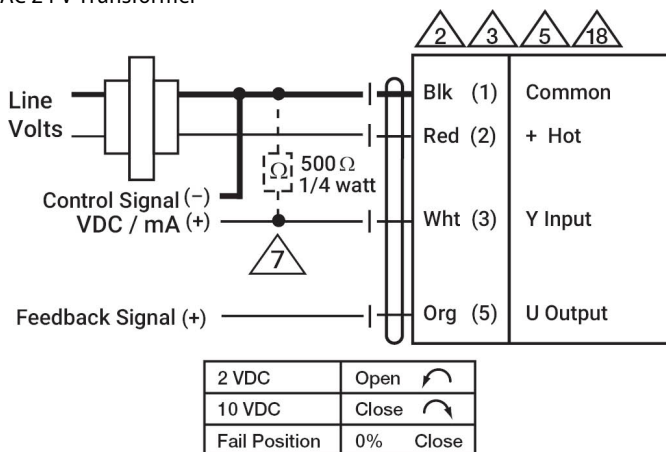 AC 24 V Transformer
2 3 5 18
Line
Volts
Blk (1) Common
Red (2) + Hot
Ω 500 Ω
1/4 watt
Control Signal (−)
VDC / mA (+)
Wht (3) Y Input
7
Feedback Signal (+)
Org (5) U Output
2 VDC Open
10 VDC Close
Fail Position 0% Close